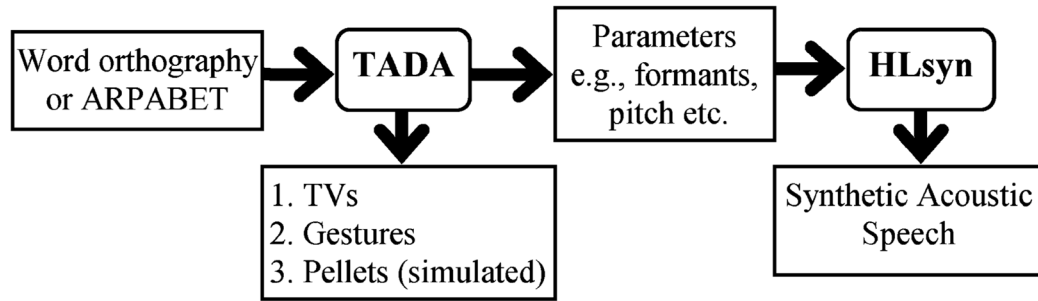 Word orthography
or ARPABET
TADA
Parameters
e.g., formants,
pitch etc.
HLsyn
1. TVs
2. Gestures
3. Pellets (simulated)
Synthetic Acoustic
Speech